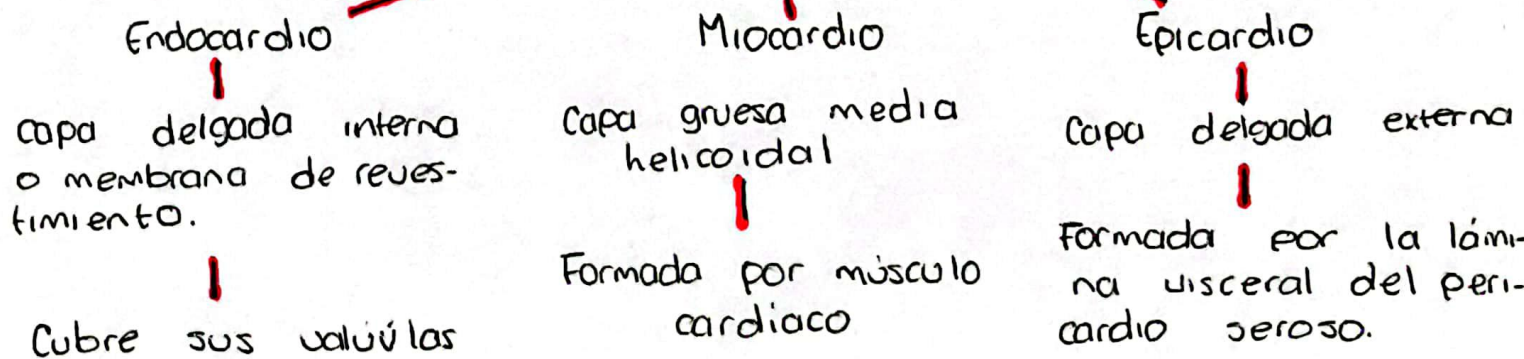 Endocardio
capa delgada interna
o membrana de reves-
timiento.
Cubre sus valúvlas
Miocardio
Capa gruesa media
helicoidal
Formada por músculo
cardiaco
Epicardio
Capa delgada externa
Formada por la lámi-
na visceral del peri-
cardio seroso.